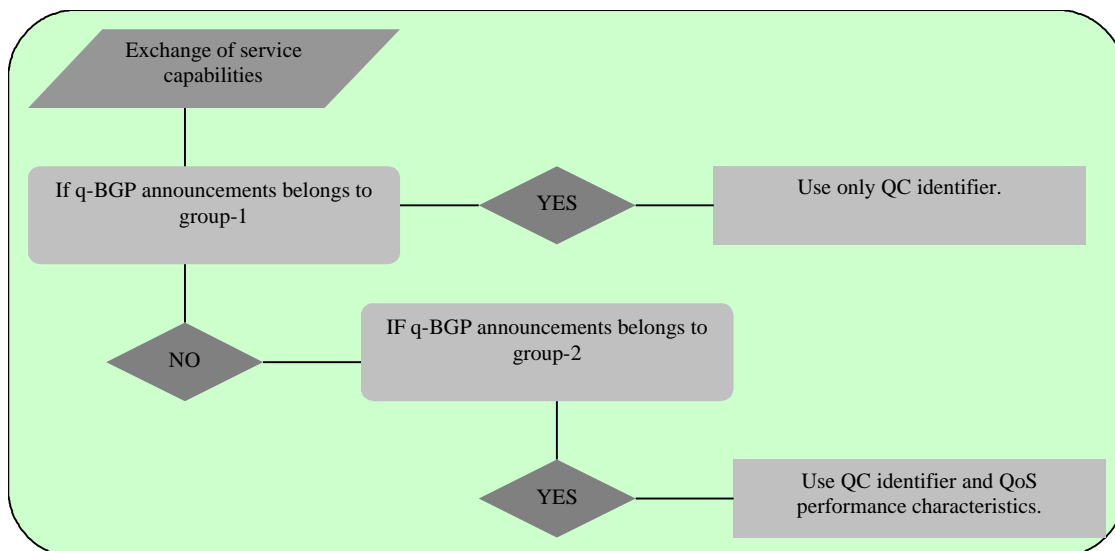 Exchange of service
capabilities
If q-BGP announcements belongs to
group-1
YES
Use only QC identifier.
NO
IF q-BGP announcements belongs to
group-2
YES
Use QC identifier and QoS
performance characteristics.